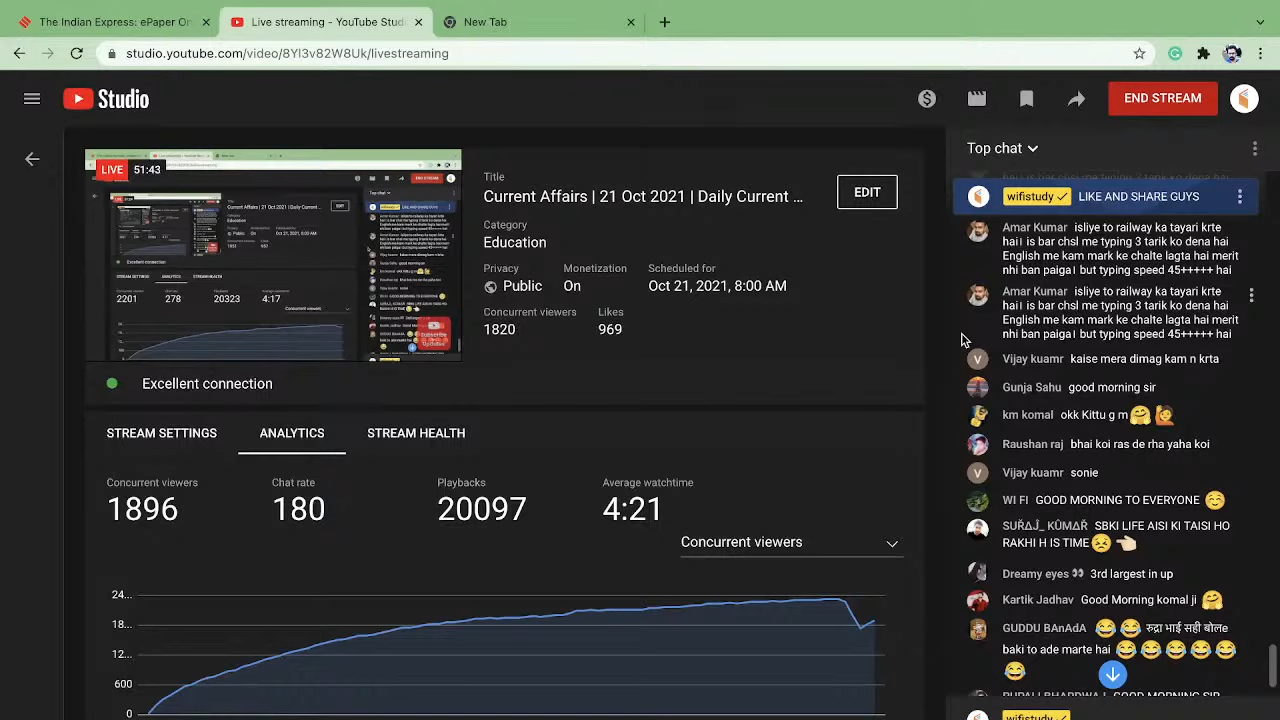 The Indian Express: ePaper On
Live streaming - YouTube Studi
New Tab
studio.youtube.com/video/8Yl3v82W8Uk/livestreaming
Studio
END STREAM
LIVE 51:43
Title
Current Affairs | 21 Oct 2021 | Daily Current ...
EDIT
Category
Education
Privacy
Public
Monetization
On
Scheduled for
Oct 21, 2021, 8:00 AM
Concurrent viewers
1820
Likes
969
2201
278
20323
4:17
Excellent connection
STREAM SETTINGS
ANALYTICS
STREAM HEALTH
Concurrent viewers
1896
Chat rate
180
Playbacks
20097
Average watchtime
4:21
Concurrent viewers
24...
18...
12...
600
0
Top chat
wifistudy ✓ LIKE AND SHARE GUYS
Amar Kumar isliye to railway ka tayari krte
hai is bar chsl me typing 3 tarik ko dena hai
English me kam mark ke chalte lagta hai merit
nhi ban paiga I but typing speed 45+++++ hai
Amar Kumar isliye to railway ka tayari krte
hai is bar chsl me typing 3 tarik ko dena hai
English me kam mark ke chalte lagta hai merit
nhi ban paiga I but typing speed 45+++++ hai
Vijay kuamr kaise mera dimag kam n krta
Gunja Sahu good morning sir
km komal okk Kittu g m🤗🙋
Raushan raj bhai koi ras de rha yaha koi
Vijay kuamr sonie
WI FI GOOD MORNING TO EVERYONE 😊
SUŘΔĴ_ KÛMΔŘ SBKI LIFE AISI KI TAISI HO
RAKHI H IS TIME😣👈🏻
Dreamy eyes 👀 3rd largest in up
Kartik Jadhav Good Morning komal ji 🤗
GUDDU BAnAdA 😂😂 रुद्रा भाई सही बोलe
baki to ade marte hai 😂😂😂😂😂
😂
wifistudy ✓